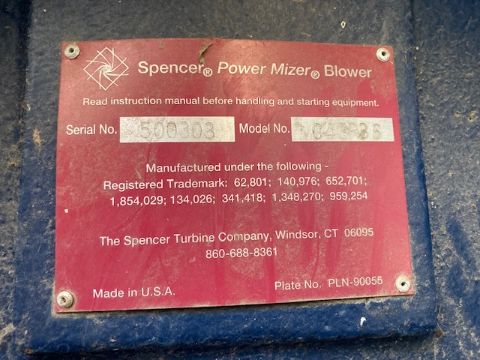 Spencer® Power Mizer® Blower
Read instruction manual before handling and starting equipment.
Serial No. 500303 Model No.
Manufactured under the following -
Registered Trademark: 62,801; 140,976; 652,701;
1,854,029; 134,026; 341,418; 1,348,270; 959,254
The Spencer Turbine Company, Windsor, CT 06095
860-688-8361
Made in U.S.A.
Plate No. PLN-90055